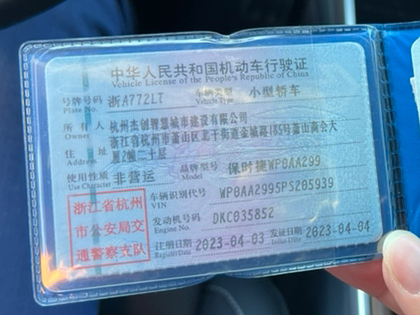 中华人民共和国机动车行驶证
Vehicle License of the People's Republic of China
号牌号码 浙A772L7 车辆类型 小型轿车
Plate No. Vehicle Type
所有人 杭州杰创智慧城市建设有限公司
Owner
住址 浙江省杭州市萧山区北干街道金城路185号萧山商会大
厦2幢二十层
Address
使用性质 非营运 品牌型号 保时捷WP0AA299
Use Character Model
浙江省杭州
市公安局交
通警察支队
车辆识别代号 WP0AA2995PS205939
VIN
发动机号码 DKC035852
Engine No.
注册日期 2023-04-03 发证日期 2023-04-04
Register Date Issue Date